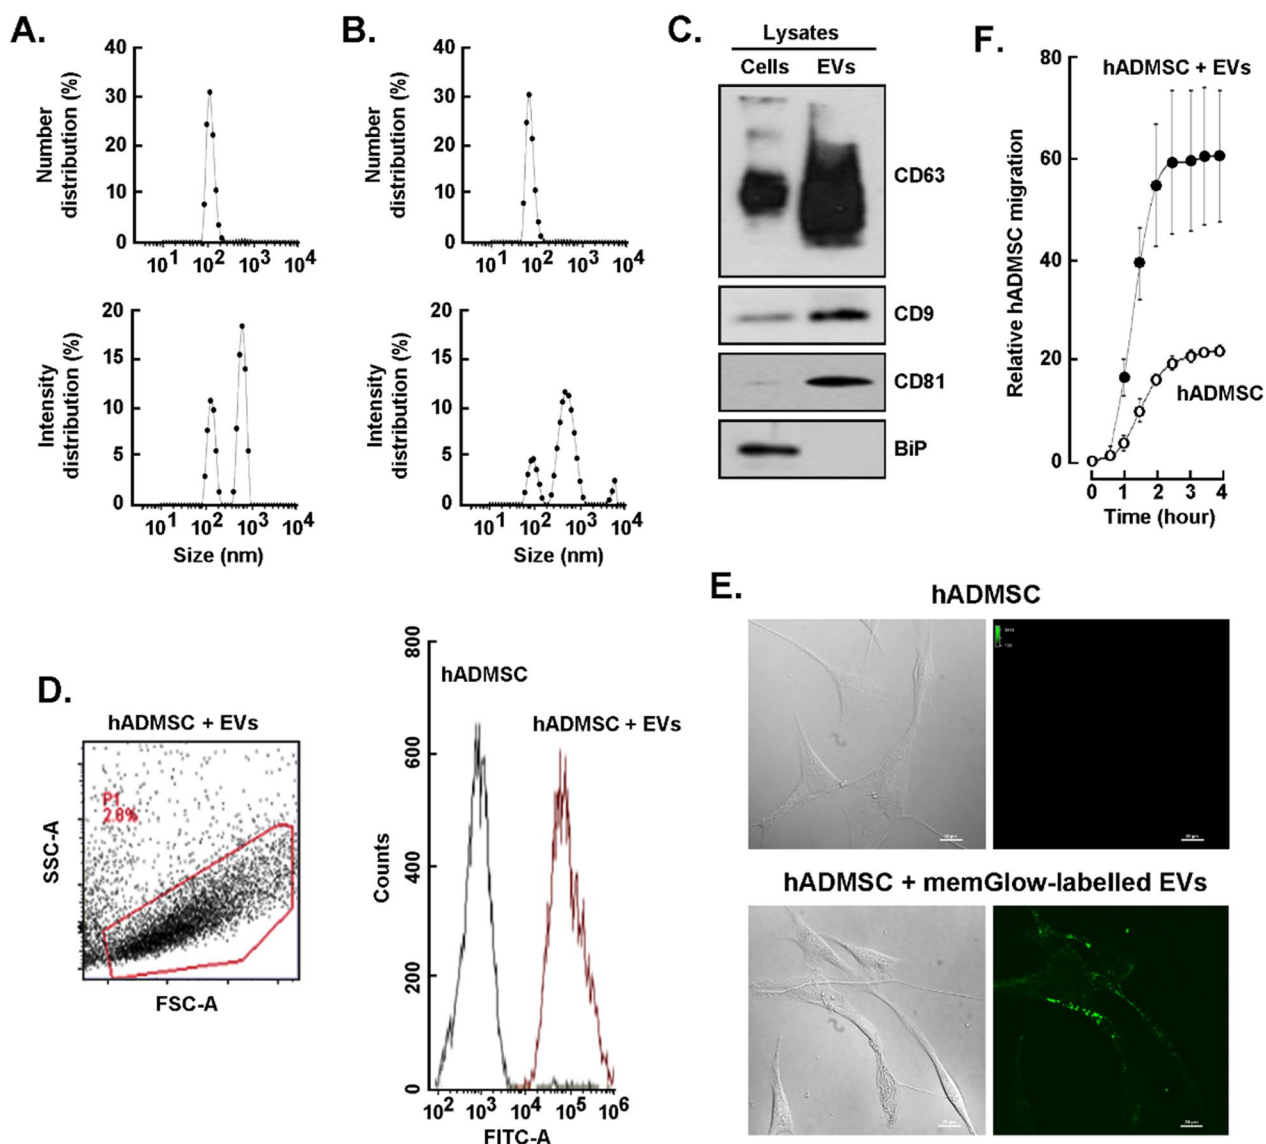 A.
Number
distribution (%)
40
30
20
10
0
10¹ 10² 10³ 10⁴
Intensity
distribution (%)
20
15
10
5
0
10¹ 10² 10³ 10⁴
Size (nm)
B.
Number
distribution (%)
40
30
20
10
0
10¹ 10² 10³ 10⁴
Intensity
distribution (%)
20
15
10
5
0
10¹ 10² 10³ 10⁴
Size (nm)
C.
Lysates
Cells EVs
CD63
CD9
CD81
BiP
F.
Relative hADMSC migration
80
60
40
20
0
hADMSC + EVs
hADMSC
0 1 2 3 4
Time (hour)
D.
hADMSC + EVs
P1
2.8%
SSC-A
FSC-A
Counts
800
600
400
200
0
hADMSC
hADMSC + EVs
10² 10³ 10⁴ 10⁵ 10⁶
FITC-A
E.
hADMSC
hADMSC + memGlow-labelled EVs